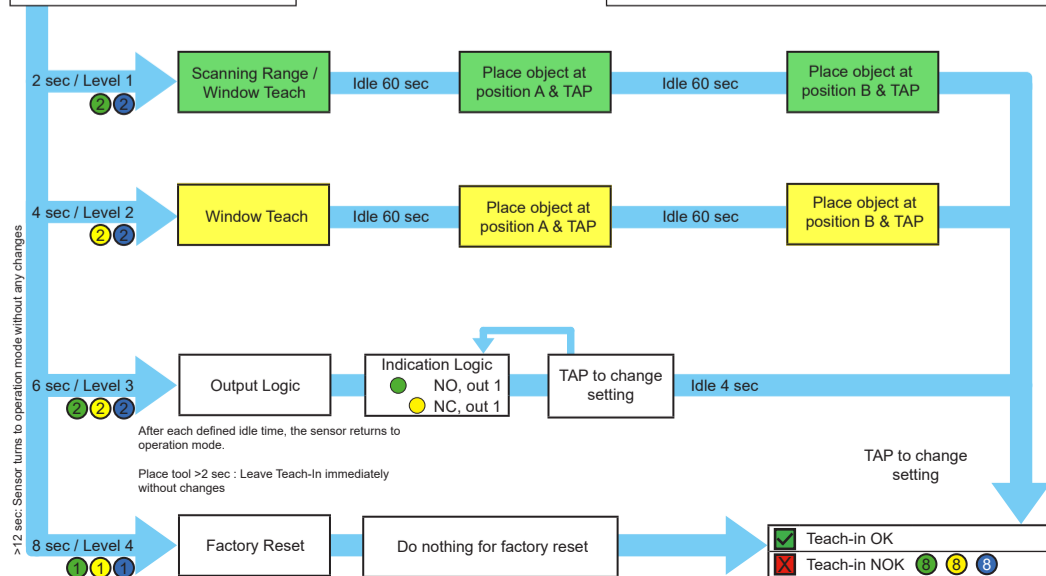 2 sec / Level 1
2 2
Scanning Range /
Window Teach
Idle 60 sec
Place object at
position A & TAP
Idle 60 sec
Place object at
position B & TAP
4 sec / Level 2
2 2
Window Teach
Idle 60 sec
Place object at
position A & TAP
Idle 60 sec
Place object at
position B & TAP
>12 sec: Sensor turns to operation mode without any changes
6 sec / Level 3
2 2 2
Output Logic
Indication Logic
NO, out 1
NC, out 1
TAP to change
setting
Idle 4 sec
After each defined idle time, the sensor returns to
operation mode.
Place tool >2 sec : Leave Teach-In immediately
without changes
TAP to change
setting
8 sec / Level 4
1 1 1
Factory Reset
Do nothing for factory reset
Teach-in OK
Teach-in NOK 8 8 8